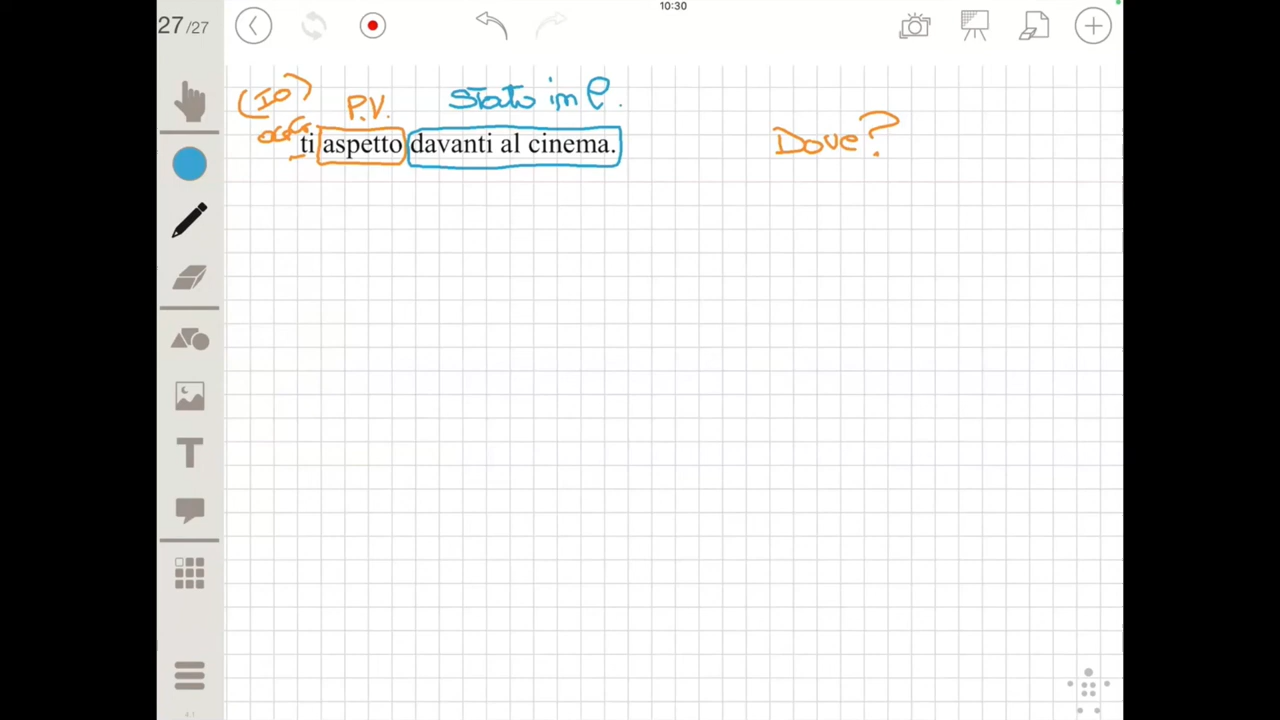 10:30
27/27
(IO) P.V. Stato in l.
ti aspetto davanti al cinema.
Dove?
T